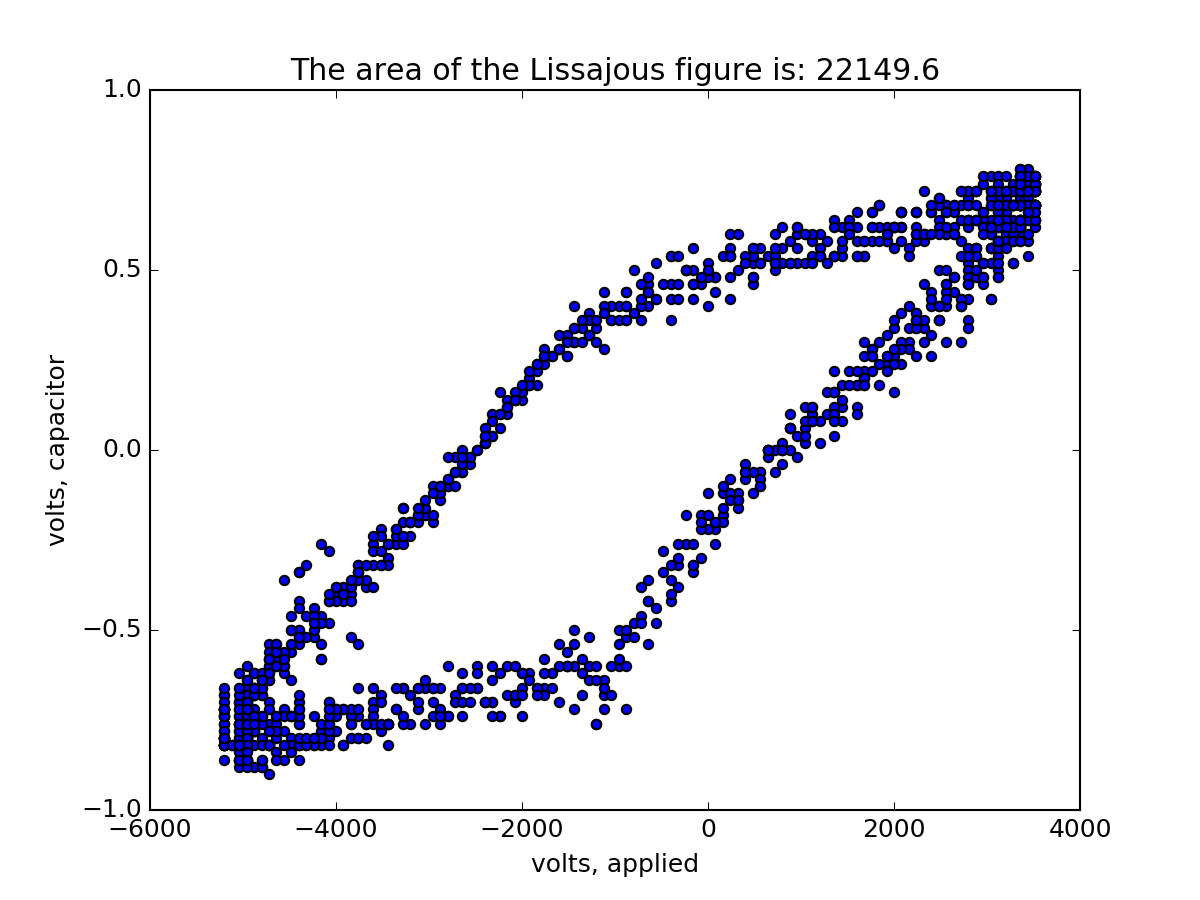 The area of the Lissajous figure is: 22149.6
1.0
0.5
0.0
−0.5
−1.0
volts, capacitor
−6000 −4000 −2000 0 2000 4000
volts, applied